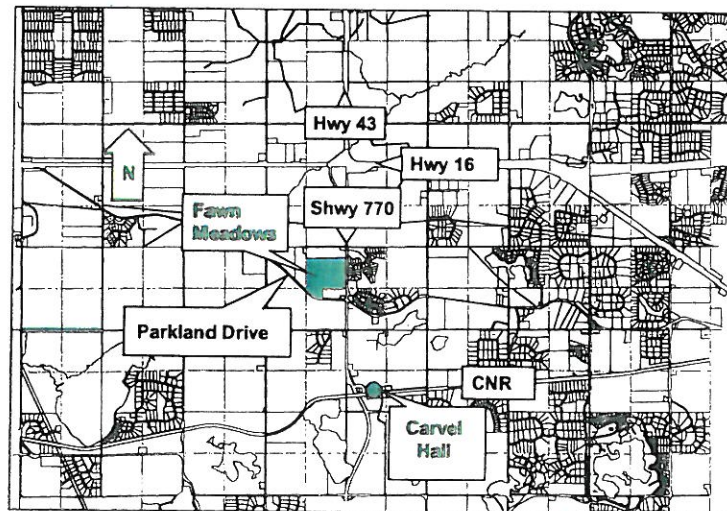 Hwy 43
N
Hwy 16
Fawn
Meadows
Shwy 770
Parkland Drive
CNR
Carvel
Hall